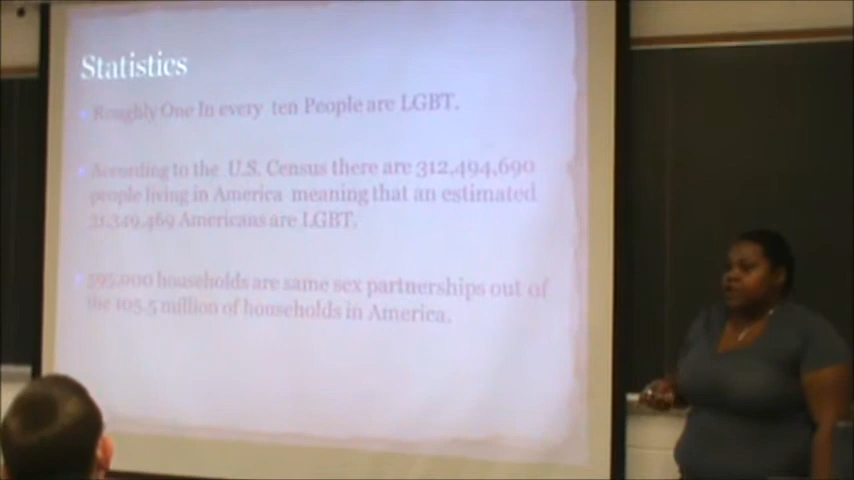 Statistics
Roughly One In every ten People are LGBT.
According to the U.S. Census there are 312,494,690
people living in America meaning that an estimated
31,349,469 Americans are LGBT.
595,000 households are same sex partnerships out of
the 105.5 million of households in America.